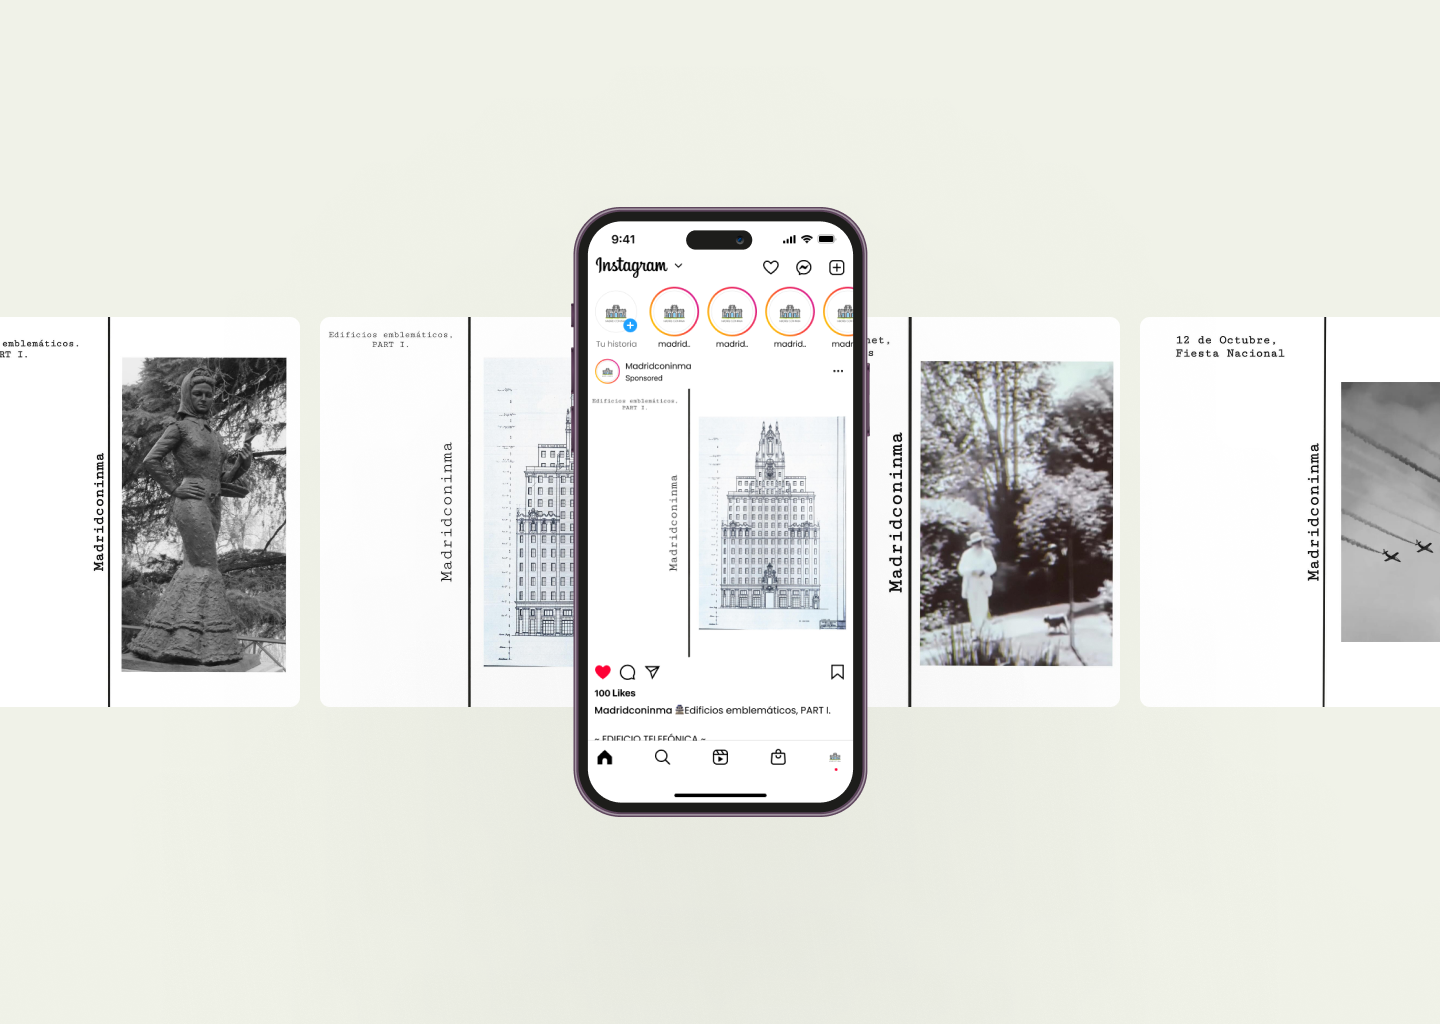 emblemáticos.
RT I.
Madridconinma
Edificios emblemáticos.
PART I.
Madridconinma
9:41
Instagram
Tu historia
madrid..
madrid..
madrid..
madr
Madridconinma
Sponsored
Edificios emblemáticos.
PART I.
Madridconinma
100 Likes
Madridconinma Edificios emblemáticos, PART I.
~ EDIFICIO TELEFÓNICA ~
net,
s
Madridconinma
12 de Octubre,
Fiesta Nacional
Madridconinma